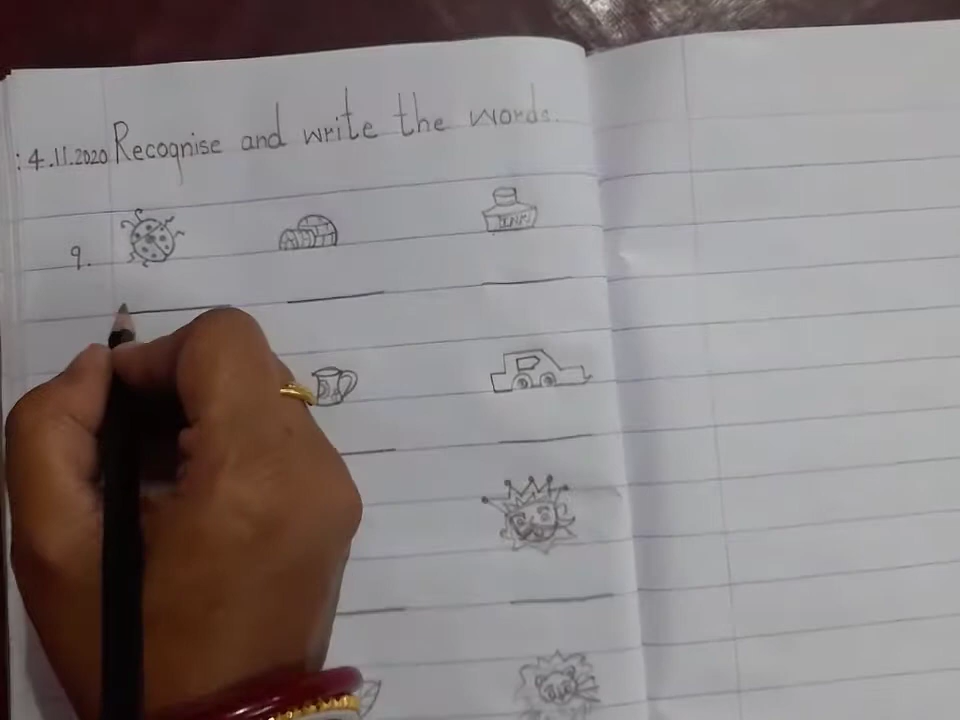 :4.11.2020 Recognise and write the words.
9.